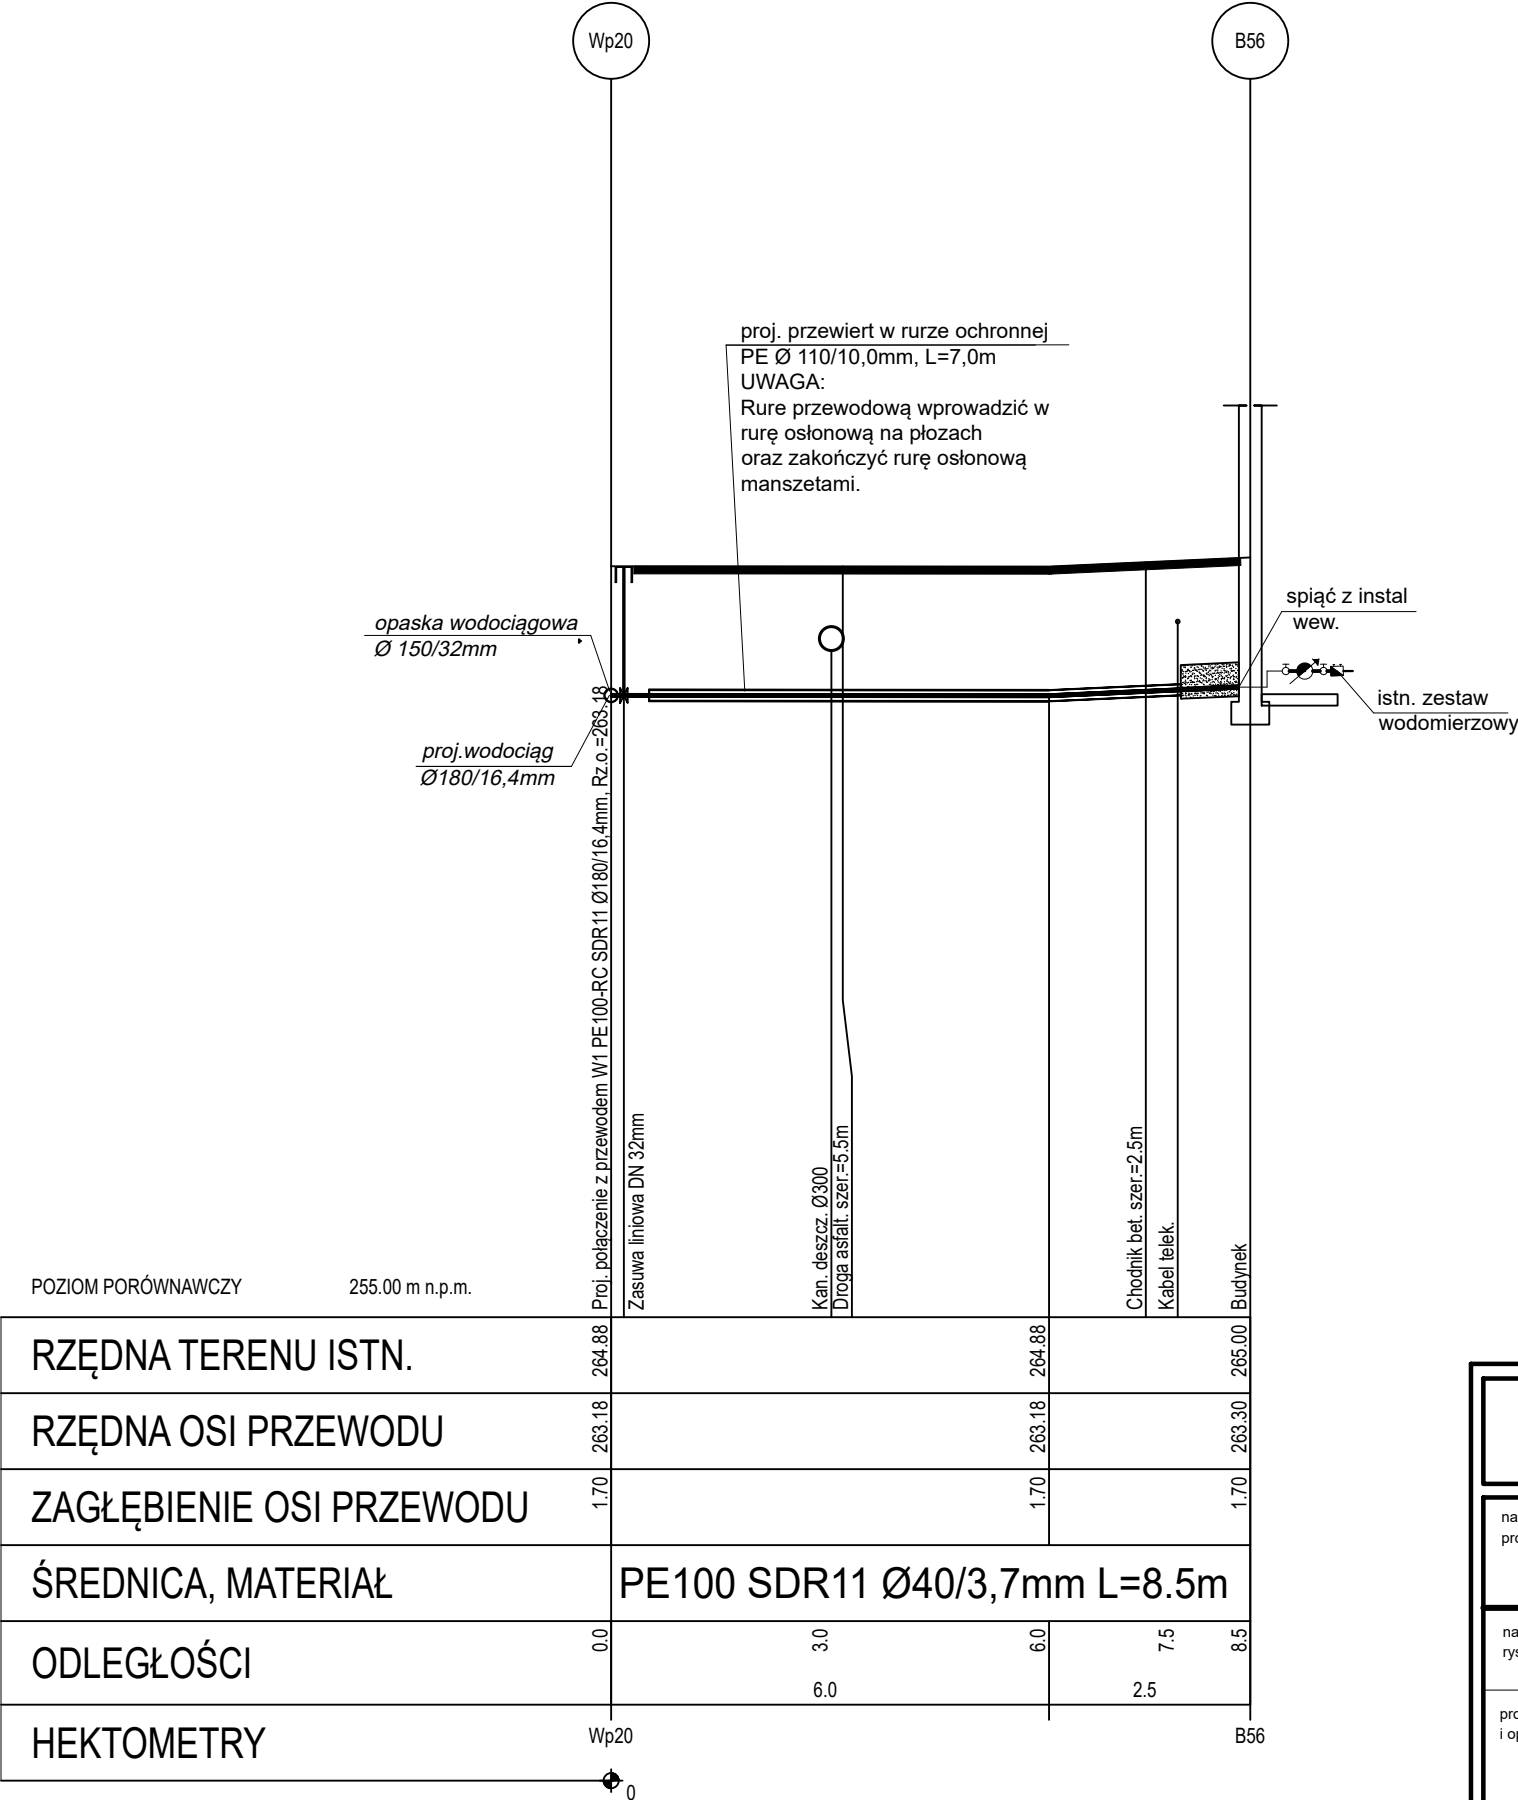 Wp20
B56
proj. przewiert w rurze ochronnej
PE Ø 110/10,0mm, L=7,0m
UWAGA:
Rure przewodową wprowadzić w
rurę osłonową na płozach
oraz zakończyć rurę osłonową
manszetami.
opaska wodociągowa
Ø 150/32mm
spiąć z instal
wew.
istn. zestaw
wodomierzowy
proj.wodociąg
Ø180/16,4mm
Proj. połączenie z przewodem W1 PE100-RC SDR11 Ø180/16,4mm, Rz.o.=263.18
Zasuwa liniowa DN 32mm
Kan. deszcz. Ø300
Droga asfalt. szer.=5.5m
Chodnik bet. szer.=2.5m
Kabel telek.
Budynek
POZIOM PORÓWNAWCZY 255.00 m n.p.m.
RZĘDNA TERENU ISTN. 264.88 264.88 265.00
RZĘDNA OSI PRZEWODU 263.18 263.18 263.30
ZAGŁĘBIENIE OSI PRZEWODU 1.70 1.70 1.70
ŚREDNICA, MATERIAŁ PE100 SDR11 Ø40/3,7mm L=8.5m
ODLEGŁOŚCI 0.0 3.0 6.0 7.5 8.5
6.0 2.5
HEKTOMETRY Wp20 B56
0